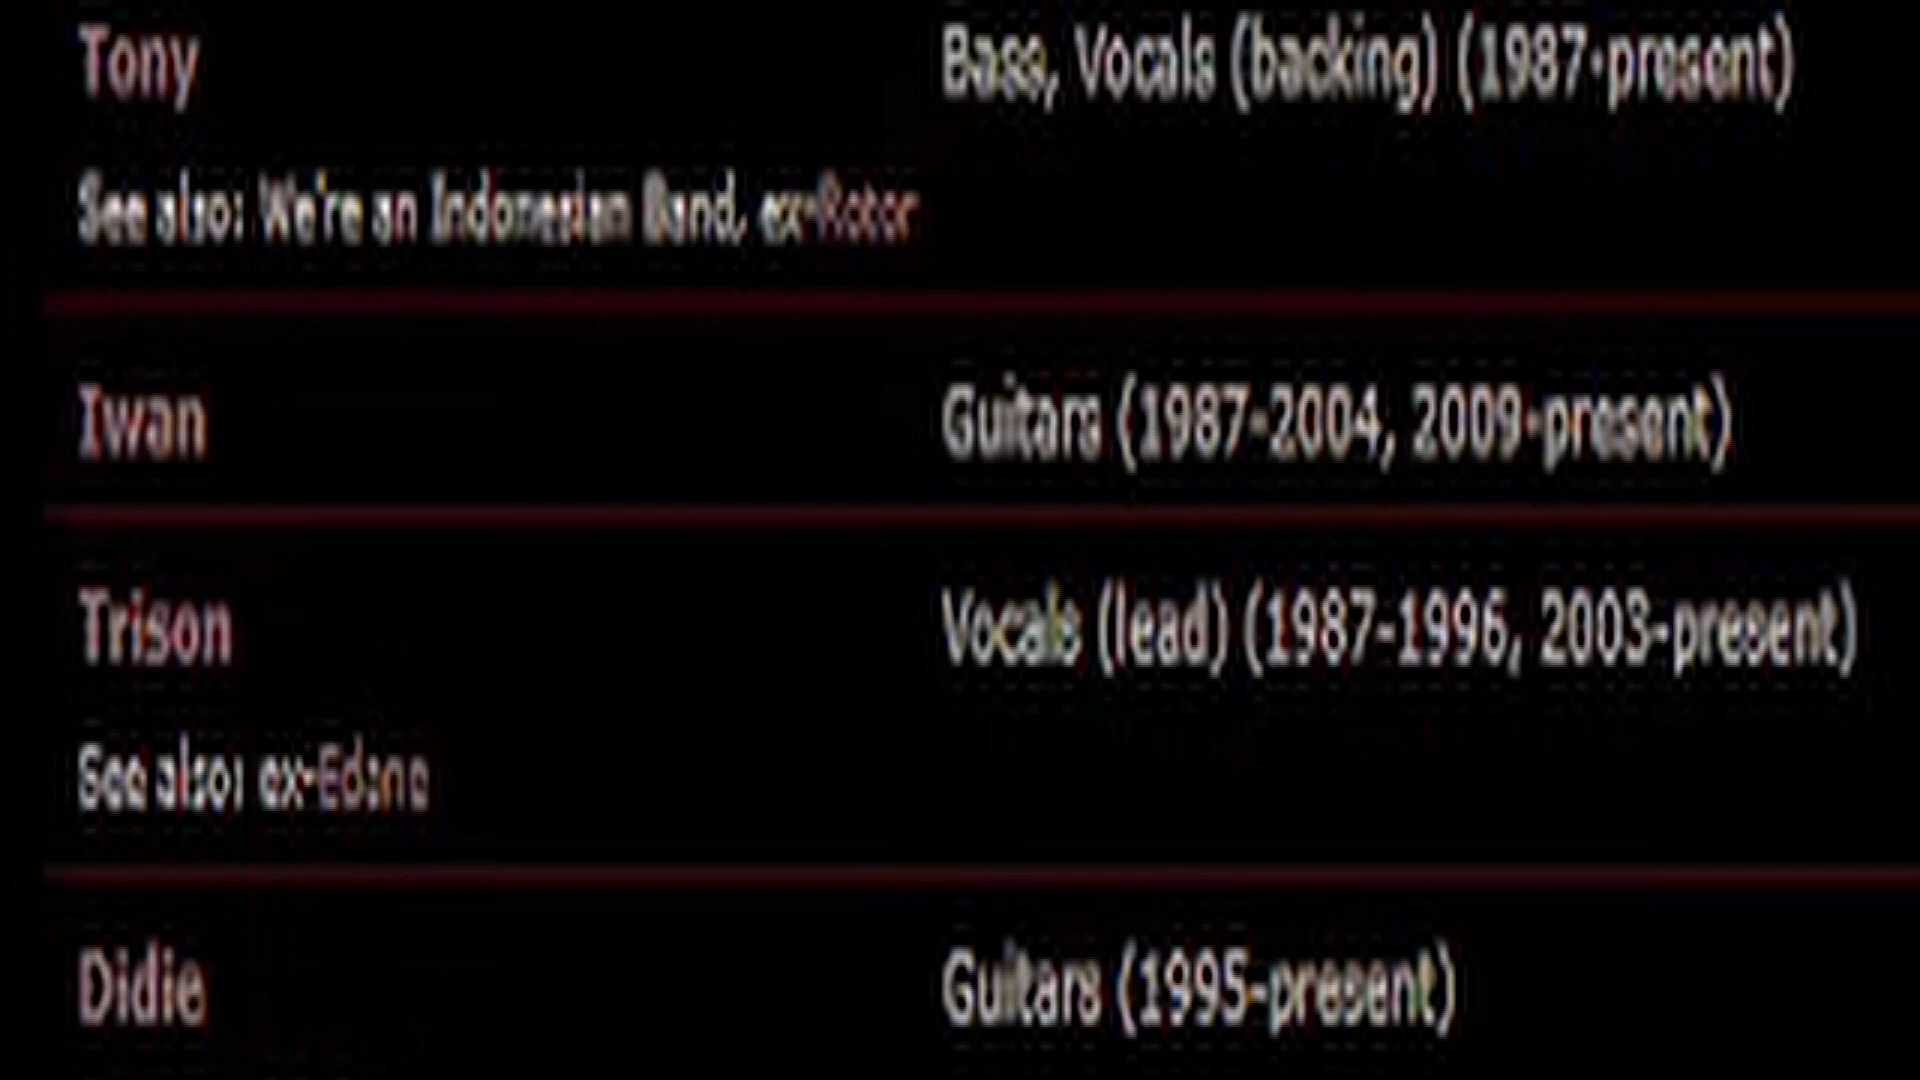 Tony Bass, Vocals (backing) (1987-present)
See also: We're an Indonesian Band, ex-Rotor
Iwan Guitars (1987-2004, 2009-present)
Trison Vocals (lead) (1987-1996, 2003-present)
See also: ex-Edane
Didie Guitars (1995-present)